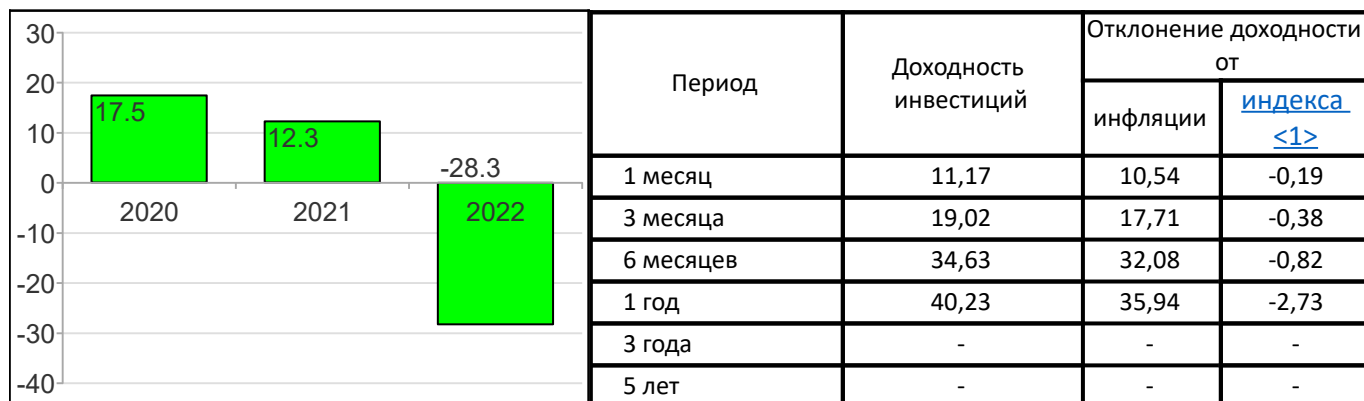 30
20
10
0
-10
-20
-30
-40
17.5
12.3
-28.3
2020
2021
2022
Период
Доходность
инвестиций
Отклонение доходности
от
инфляции
индекса
<1>
1 месяц 11,17 10,54 -0,19
3 месяца 19,02 17,71 -0,38
6 месяцев 34,63 32,08 -0,82
1 год 40,23 35,94 -2,73
3 года - - -
5 лет - - -